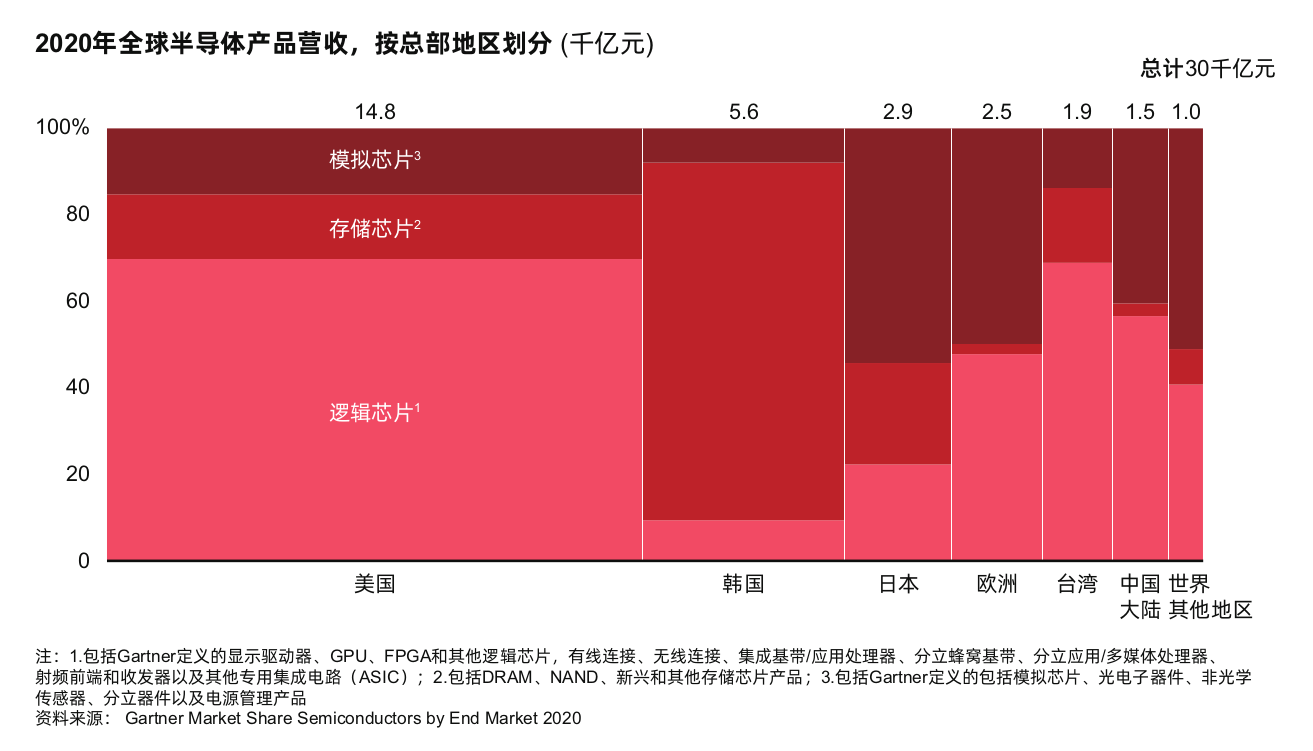 2020年全球半导体产品营收，按总部地区划分 (千亿元)
总计30千亿元
14.8 5.6 2.9 2.5 1.9 1.5 1.0
100%
80
60
40
20
0
模拟芯片3
存储芯片2
逻辑芯片1
美国 韩国 日本 欧洲 台湾 中国 世界
大陆 其他地区
注：1.包括Gartner定义的显示驱动器、GPU、FPGA和其他逻辑芯片，有线连接、无线连接、集成基带/应用处理器、分立蜂窝基带、分立应用/多媒体处理器、
射频前端和收发器以及其他专用集成电路（ASIC）；2.包括DRAM、NAND、新兴和其他存储芯片产品；3.包括Gartner定义的包括模拟芯片、光电子器件、非光学
传感器、分立器件以及电源管理产品
资料来源： Gartner Market Share Semiconductors by End Market 2020